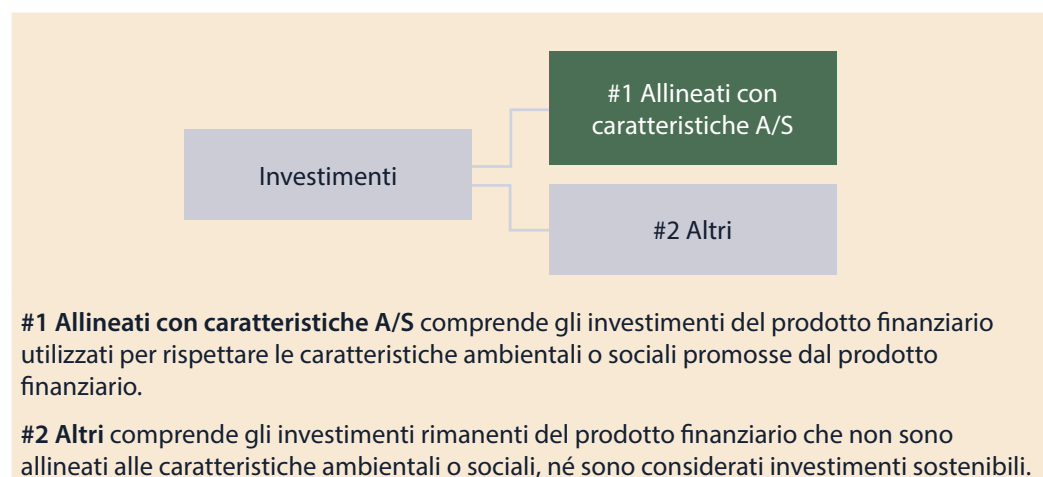 #1 Allineati con
caratteristiche A/S
Investimenti
#2 Altri
#1 Allineati con caratteristiche A/S comprende gli investimenti del prodotto finanziario
utilizzati per rispettare le caratteristiche ambientali o sociali promosse dal prodotto
finanziario.
#2 Altri comprende gli investimenti rimanenti del prodotto finanziario che non sono
allineati alle caratteristiche ambientali o sociali, né sono considerati investimenti sostenibili.